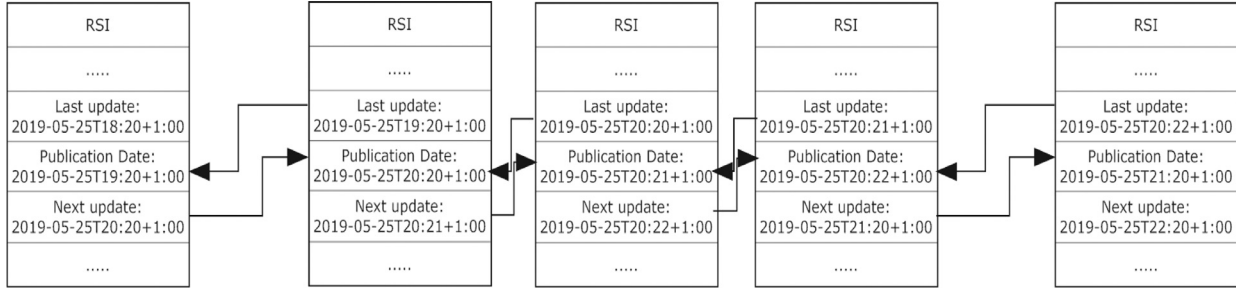 RSI
.....
Last update:
2019-05-25T18:20+1:00
Publication Date:
2019-05-25T19:20+1:00
Next update:
2019-05-25T20:20+1:00
.....
RSI
.....
Last update:
2019-05-25T19:20+1:00
Publication Date:
2019-05-25T20:20+1:00
Next update:
2019-05-25T20:21+1:00
.....
RSI
.....
Last update:
2019-05-25T20:20+1:00
Publication Date:
2019-05-25T20:21+1:00
Next update:
2019-05-25T20:22+1:00
.....
RSI
.....
Last update:
2019-05-25T20:21+1:00
Publication Date:
2019-05-25T20:22+1:00
Next update:
2019-05-25T21:20+1:00
.....
RSI
.....
Last update:
2019-05-25T20:22+1:00
Publication Date:
2019-05-25T21:20+1:00
Next update:
2019-05-25T22:20+1:00
.....